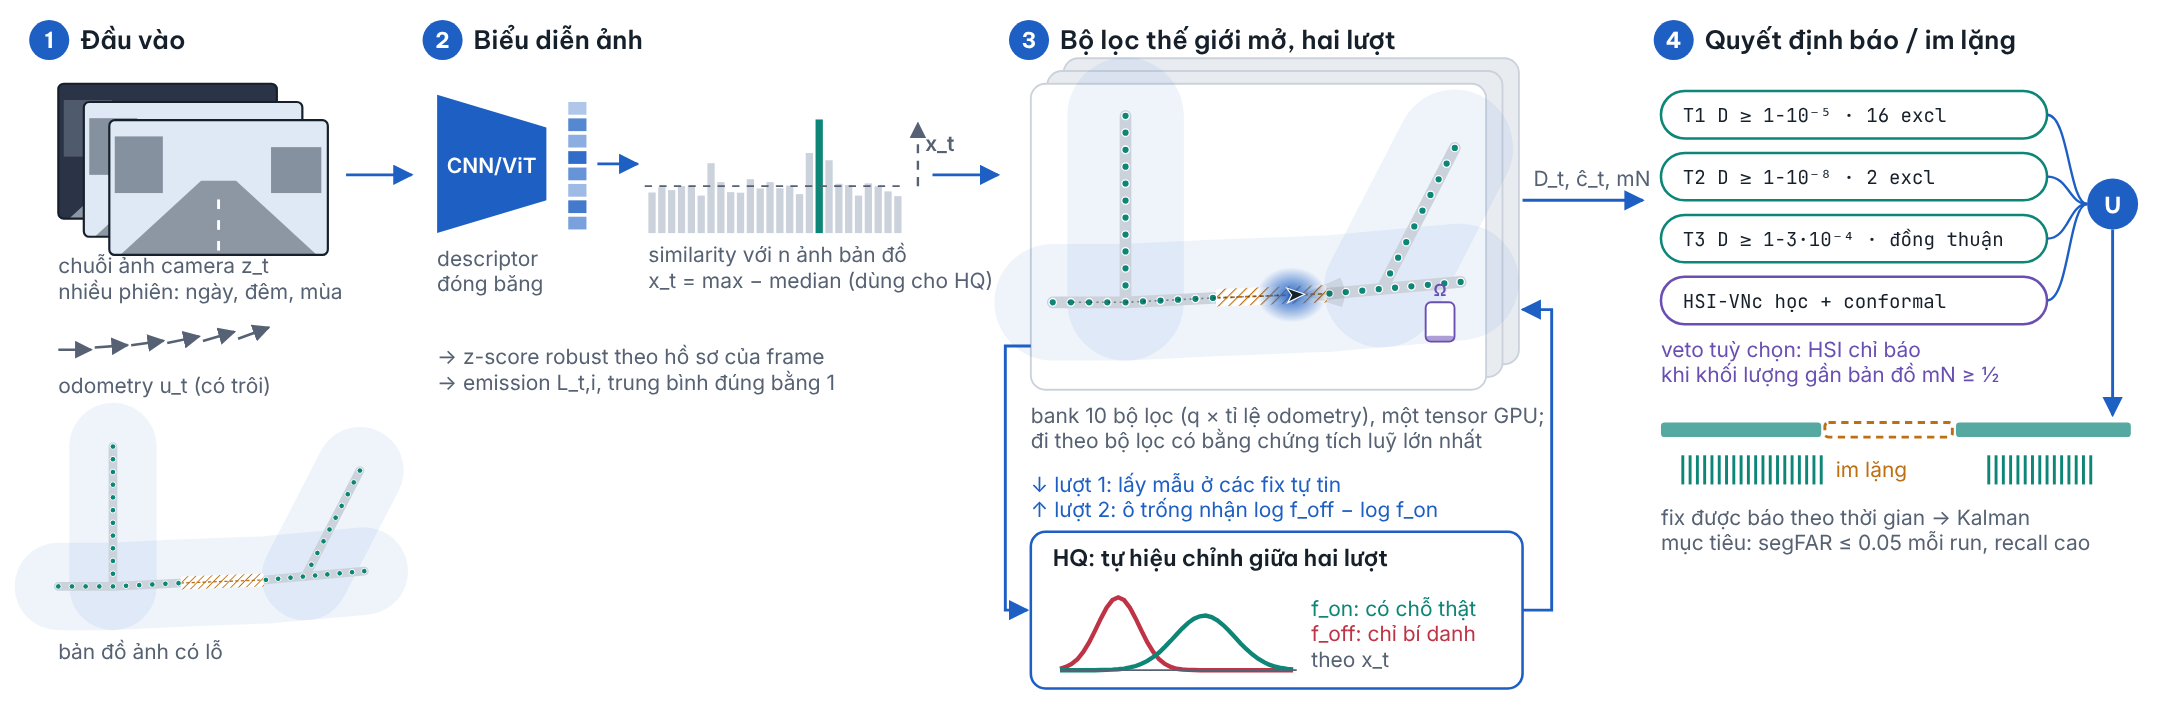 1 Đầu vào
chuỗi ảnh camera z_t
nhiều phiên: ngày, đêm, mùa
odometry u_t (có trôi)
bản đồ ảnh có lỗ
2 Biểu diễn ảnh
CNN/ViT
descriptor
đóng băng
x_t
similarity với n ảnh bản đồ
x_t = max − median (dùng cho HQ)
→ z-score robust theo hồ sơ của frame
→ emission L_t,i, trung bình đúng bằng 1
3 Bộ lọc thế giới mở, hai lượt
Ω
bank 10 bộ lọc (q × tỉ lệ odometry), một tensor GPU;
đi theo bộ lọc có bằng chứng tích luỹ lớn nhất
↓ lượt 1: lấy mẫu ở các fix tự tin
↑ lượt 2: ô trống nhận log f_off − log f_on
HQ: tự hiệu chỉnh giữa hai lượt
f_on: có chỗ thật
f_off: chỉ bí danh
theo x_t
D_t, ĉ_t, mN
4 Quyết định báo / im lặng
T1 D ≥ 1-10⁻⁵ · 16 excl
T2 D ≥ 1-10⁻⁸ · 2 excl
T3 D ≥ 1-3·10⁻⁴ · đồng thuận
HSI-VNc học + conformal
U
veto tuỳ chọn: HSI chỉ báo
khi khối lượng gần bản đồ mN ≥ ½
im lặng
fix được báo theo thời gian → Kalman
mục tiêu: segFAR ≤ 0.05 mỗi run, recall cao